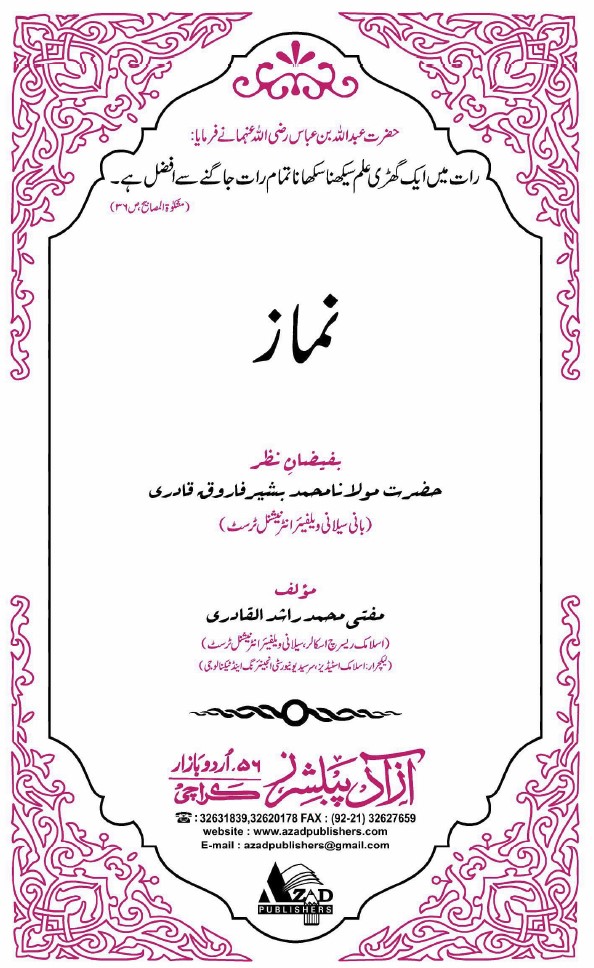 حضرت عبداللہ بن عباس رضی اللہ عنہما نے فرمایا:
رات میں ایک گھڑی علم سیکھنا سکھانا تمام رات جاگنے سے افضل ہے۔
(مشکوٰۃ المصابیح، ص ۳۶)
نماز
بفیضانِ نظر
حضرت مولانا محمد بشیر فاروق قادری
(بانی سیلانی ویلفیئر انٹرنیشنل ٹرسٹ)
مؤلف
مفتی محمد راشد القادری
(اسلامک ریسرچ اسکالر، سیلانی ویلفیئر انٹرنیشنل ٹرسٹ)
(لیکچرار: اسلامک اسٹیڈیز، سرسید یونیورسٹی انجینئرنگ اینڈ ٹیکنالوجی)
آزاد پبلشرز ۵۶۔ اُردو بازار کراچی
☎ : 32631839,32620178 FAX : (92-21) 32627659
website : www.azadpublishers.com
E-mail : azadpublishers@gmail.com
AZAD
PUBLISHERS